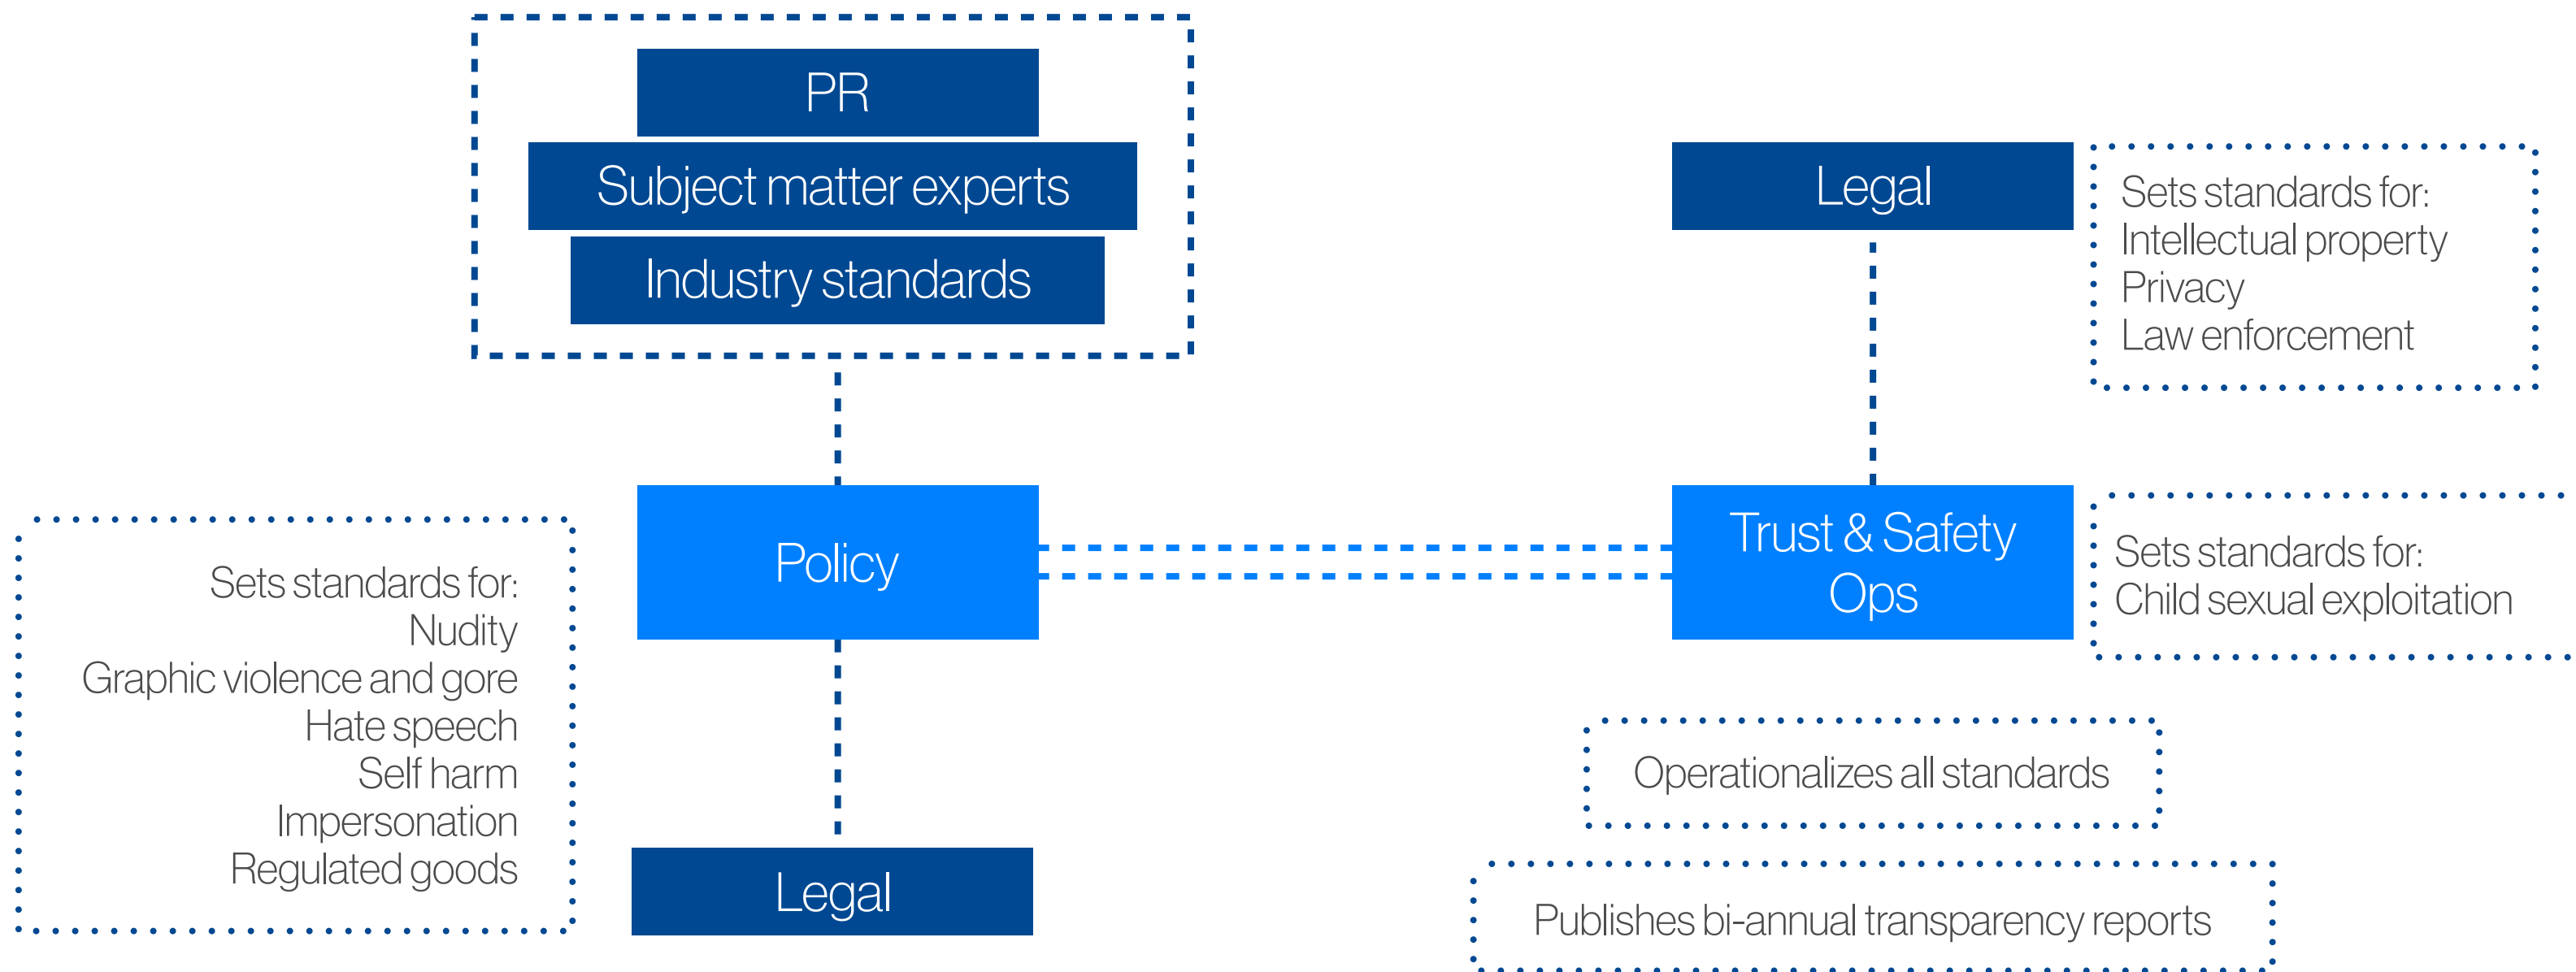 PR
Subject matter experts
Industry standards
Legal
Sets standards for:
Intellectual property
Privacy
Law enforcement
Policy
Trust & Safety
Ops
Sets standards for:
Child sexual exploitation
Sets standards for:
Nudity
Graphic violence and gore
Hate speech
Self harm
Impersonation
Regulated goods
Legal
Operationalizes all standards
Publishes bi-annual transparency reports